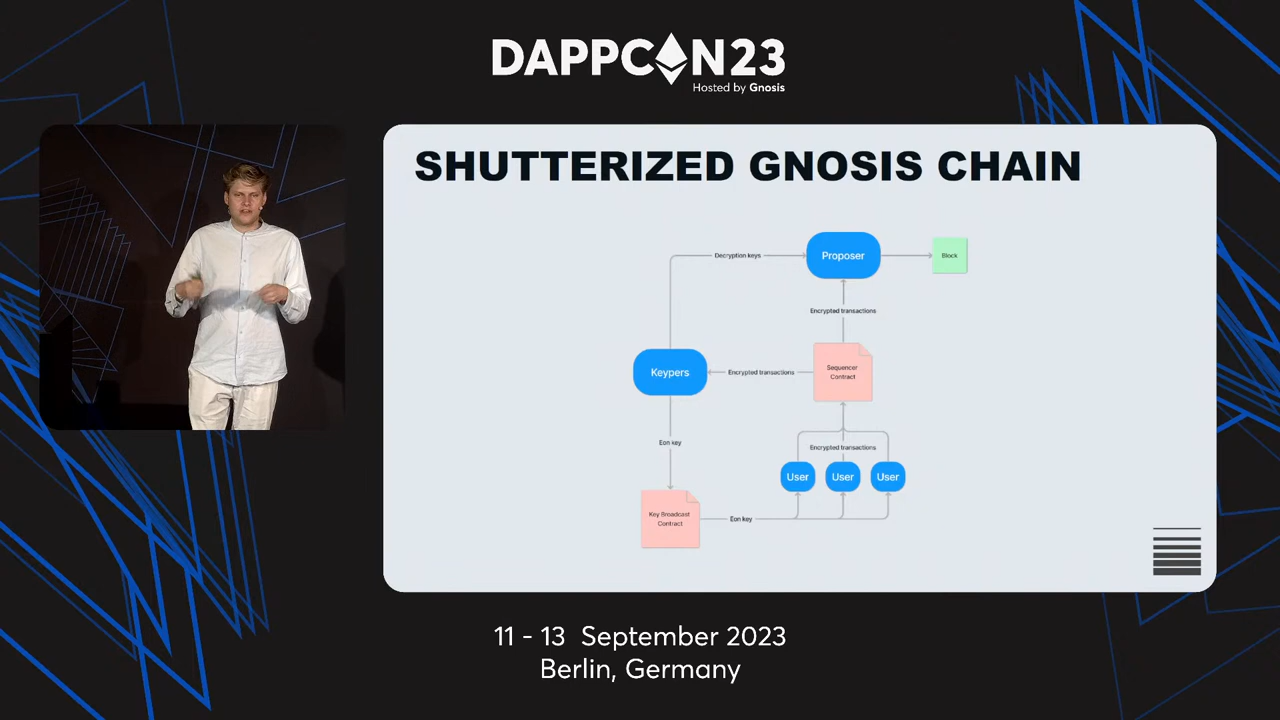 DAPPCON23
Hosted by Gnosis
SHUTTERIZED GNOSIS CHAIN
Decryption keys
Proposer
Block
Encrypted transactions
Keypers
Encrypted transactions
Sequencer
Contract
Eon key
Encrypted transactions
User
User
User
Key Broadcast
Contract
Eon key
11 - 13 September 2023
Berlin, Germany